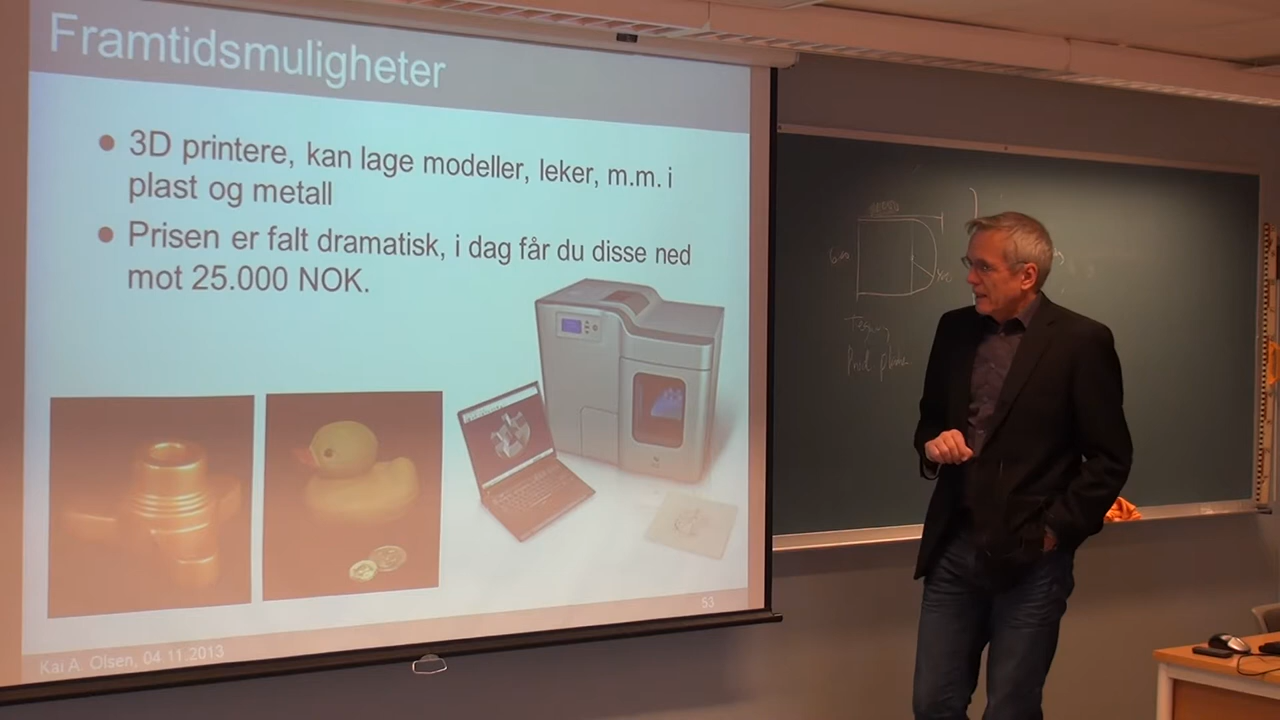 Framtidsmuligheter
3D printere, kan lage modeller, leker, m.m. i
plast og metall
Prisen er falt dramatisk, i dag får du disse ned
mot 25.000 NOK.
53
Kai A. Olsen, 04.11.2013